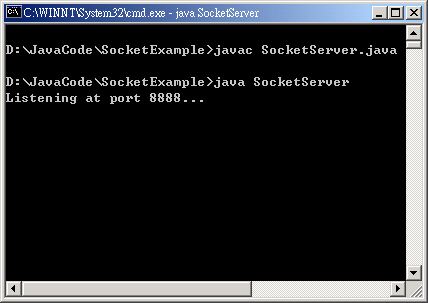 C:\WINNT\System32\cmd.exe - java SocketServer
D:\JavaCode\SocketExample>javac SocketServer.java
D:\JavaCode\SocketExample>java SocketServer
Listening at port 8888...